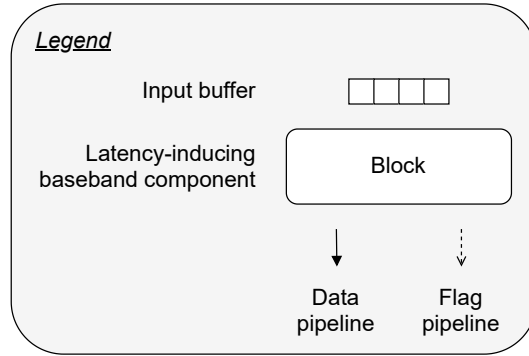 Legend
Input buffer
Latency-inducing
baseband component
Block
Data
pipeline
Flag
pipeline